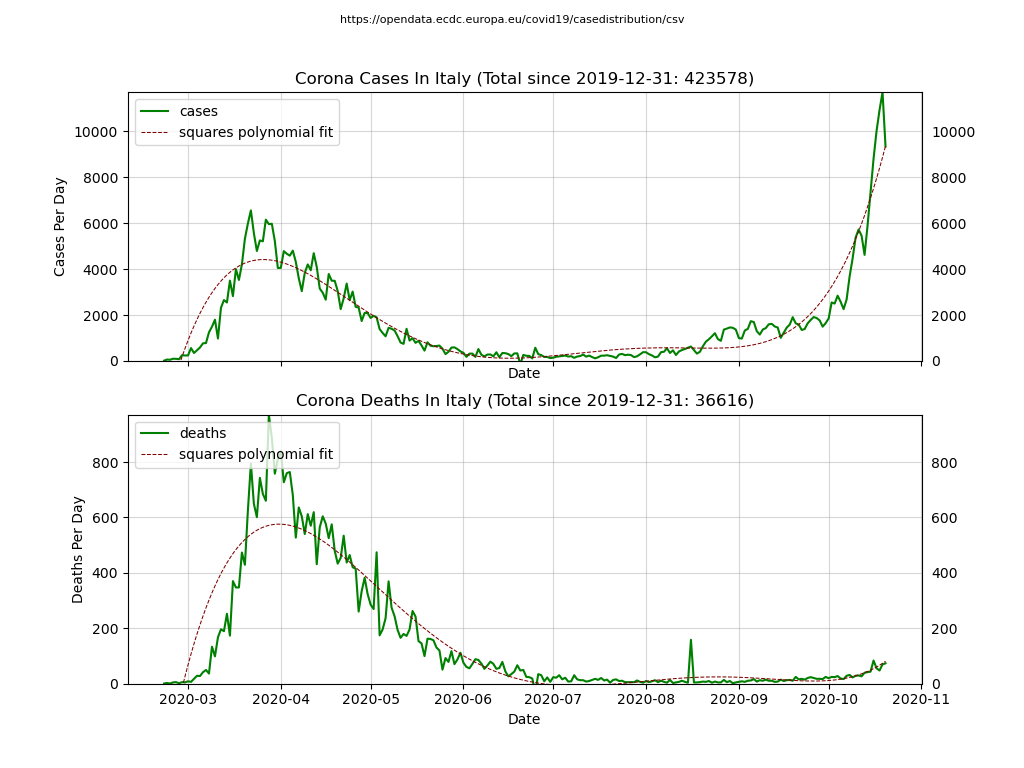 https://opendata.ecdc.europa.eu/covid19/casedistribution/csv
Corona Cases In Italy (Total since 2019-12-31: 423578)
cases
squares polynomial fit
Cases Per Day
10000
8000
6000
4000
2000
0
10000
8000
6000
4000
2000
0
Date
Corona Deaths In Italy (Total since 2019-12-31: 36616)
deaths
squares polynomial fit
Deaths Per Day
800
600
400
200
0
800
600
400
200
0
2020-03 2020-04 2020-05 2020-06 2020-07 2020-08 2020-09 2020-10 2020-11
Date